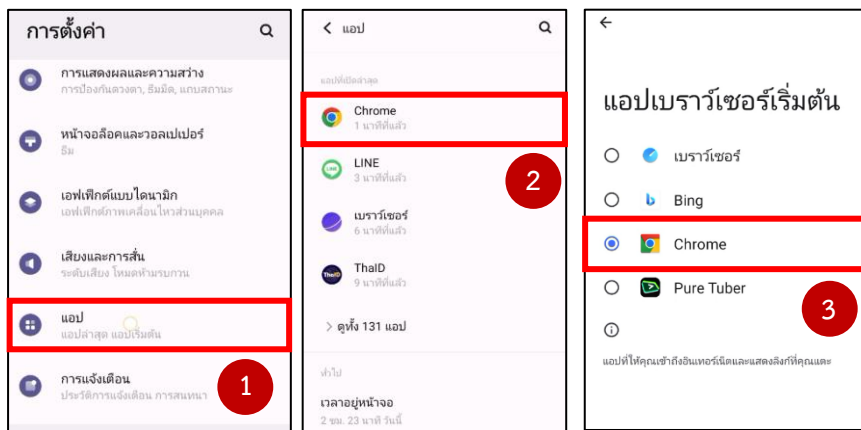 การตั้งค่า
การแสดงผลและความสว่าง
การป้องกันดวงตา, ธีมมืด, แถบสถานะ
หน้าจอล็อคและวอลเปเปอร์
ธีม
เอฟเฟ็กต์แบบไดนามิก
เอฟเฟ็กต์ภาพเคลื่อนไหวส่วนบุคคล
เสียงและการสั่น
ระดับเสียง โหมดห้ามรบกวน
แอป
แอปล่าสุด แอปเริ่มต้น
การแจ้งเตือน
ประวัติการแจ้งเตือน การสนทนา
1
แอป
แอปที่เปิดล่าสุด
Chrome
1 นาทีที่แล้ว
LINE
3 นาทีที่แล้ว
เบราว์เซอร์
6 นาทีที่แล้ว
ThaID
ThaID
9 นาทีที่แล้ว
> ดูทั้ง 131 แอป
ทั่วไป
เวลาอยู่หน้าจอ
2 ชม. 23 นาที วันนี้
2
แอปเบราว์เซอร์เริ่มต้น
เบราว์เซอร์
Bing
Chrome
Pure Tuber
3
แอปที่ให้คุณเข้าถึงอินเทอร์เน็ตและแสดงลิงก์ที่คุณแตะ